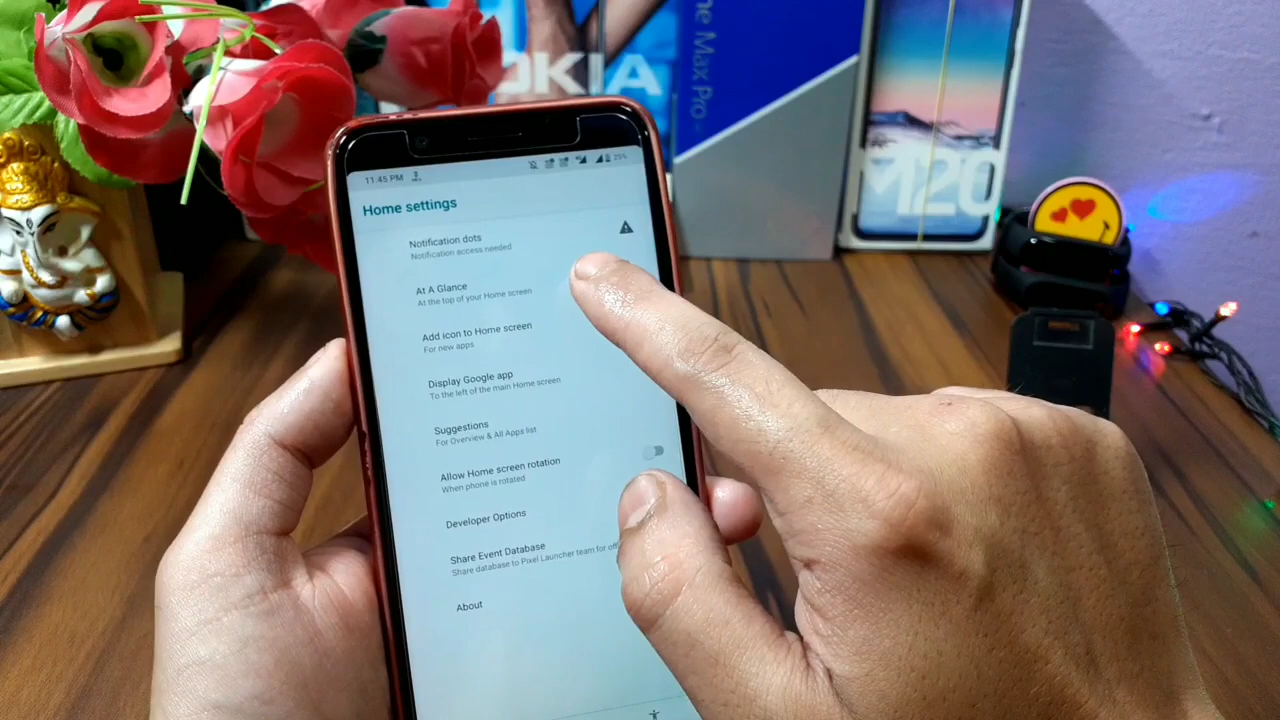 OKIA
ne Max Pro
M20
11:45 PM
25%
Home settings
Notification dots
Notification access needed
At A Glance
At the top of your Home screen
Add icon to Home screen
For new apps
Display Google app
To the left of the main Home screen
Suggestions
For Overview & All Apps list
Allow Home screen rotation
When phone is rotated
Developer Options
Share Event Database
Share database to Pixel Launcher team for
About